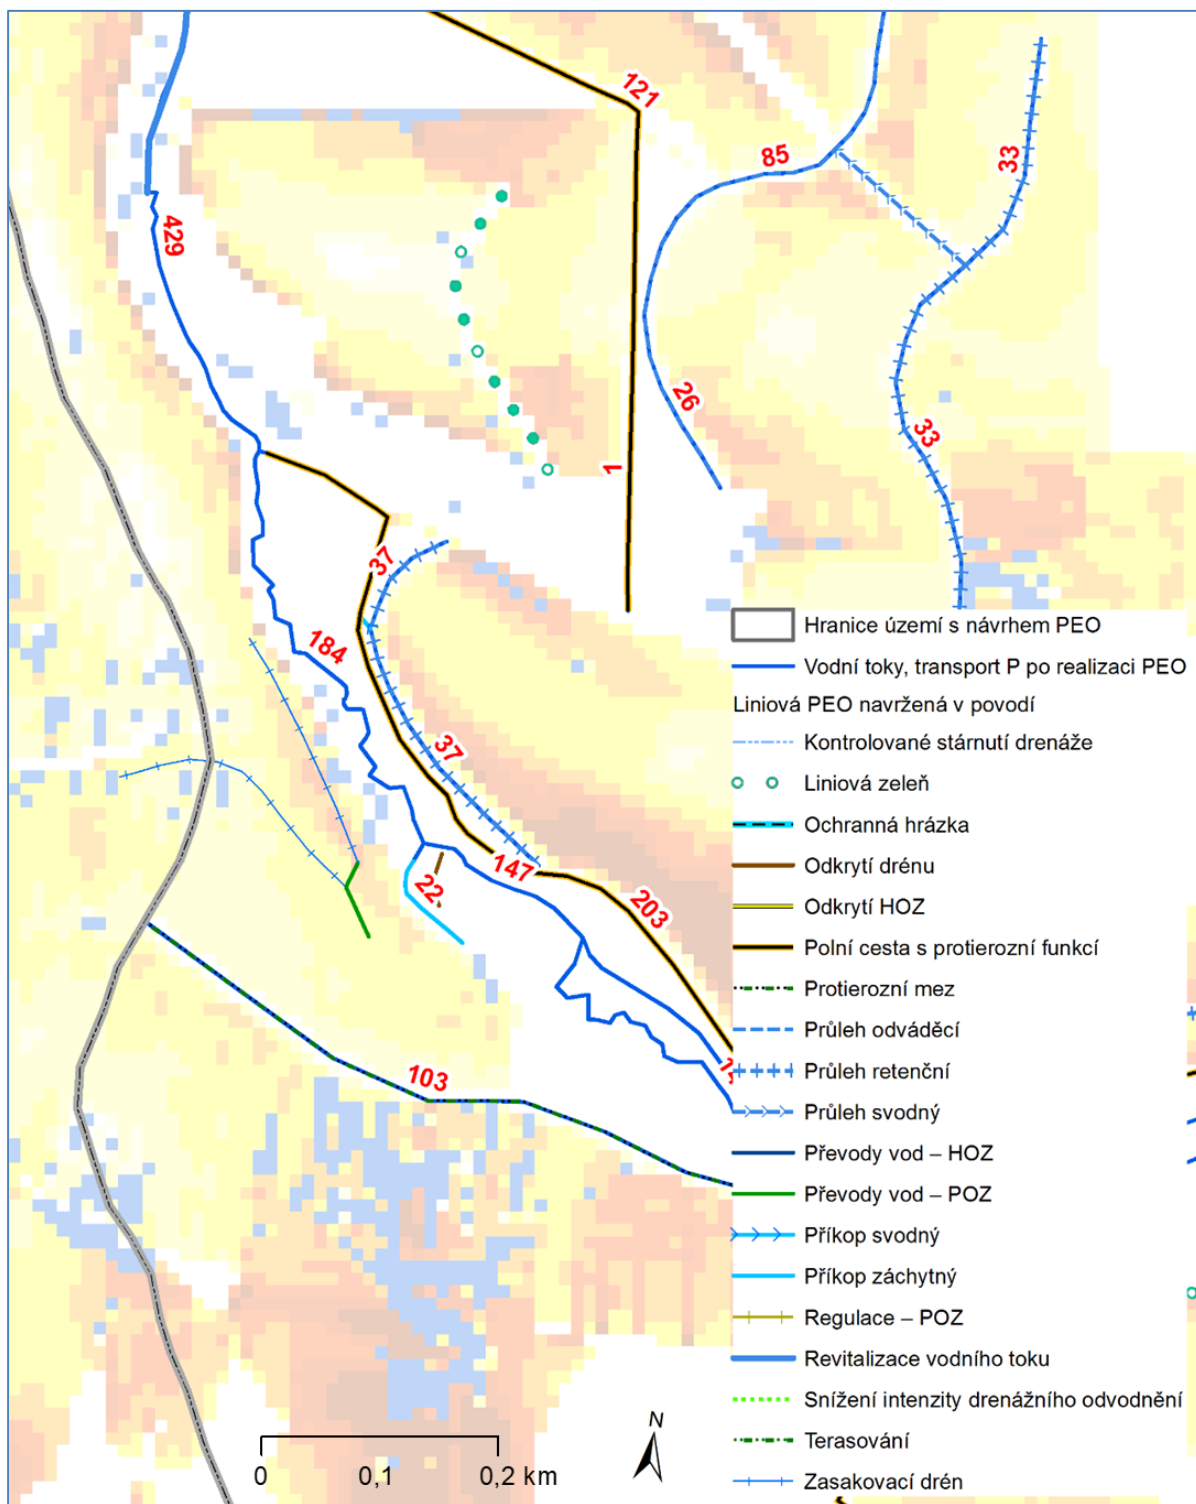 121
85
33
429
26
33
1
37
184
37
147
22
203
103
Hranice území s návrhem PEO
Vodní toky, transport P po realizaci PEO
Liniová PEO navržená v povodí
Kontrolované stárnutí drenáže
Liniová zeleň
Ochranná hrázka
Odkrytí drénu
Odkrytí HOZ
Polní cesta s protierozní funkcí
Protierozní mez
Průleh odváděcí
Průleh retenční
Průleh svodný
Převody vod – HOZ
Převody vod – POZ
Příkop svodný
Příkop záchytný
Regulace – POZ
Revitalizace vodního toku
Snížení intenzity drenážního odvodnění
Terasování
Zasakovací drén
N
0 0,1 0,2 km